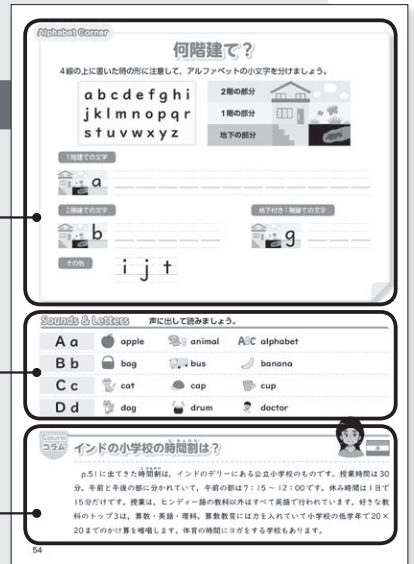 Alphabet Corner
何階建て？
4線の上に書いた時の形に注意して、アルファベットの小文字を分けましょう。
a b c d e f g h i
j k l m n o p q r
s t u v w x y z
2階の部分
1階の部分
地下の部分
1階建ての文字
a
2階建ての文字
地下付き1階建ての文字
b
g
その他
i j t
Sounds & Letters 声に出して読みましょう。
A a apple animal ABC alphabet
B b bag bus banana
C c cat cap cup
D d dog drum doctor
Column
コラム
インドの小学校の時間割は？
p.51に出てきた時間割は、インドのデリーにある公立小学校のものです。授業時間は30
分。午前と午後の部に分かれていて、午前の部は7：15～12：00です。休み時間は1日で
15分だけです。授業は、ヒンディー語の教科以外はすべて英語で行われています。好きな教
科のトップ3は、算数・英語・理科。算数教育には力を入れていて小学校の低学年で20×
20までのかけ算を暗唱します。体育の時間にヨガをする学校もあります。
54